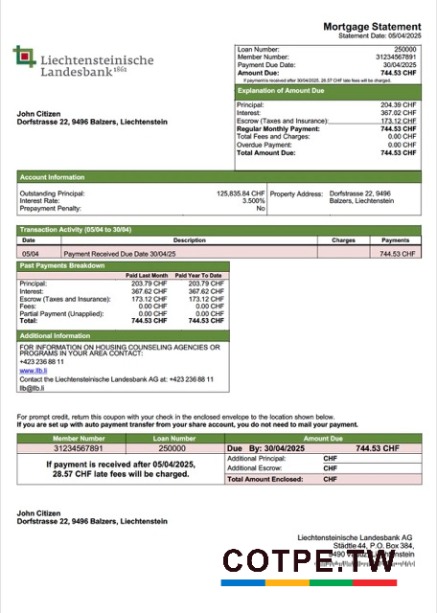 Mortgage Statement
Statement Date: 05/04/2025
Liechtensteinische
Landesbank 1861
Loan Number: 250000
Member Number: 31234567891
Payment Due Date: 30/04/2025
Amount Due: 744.53 CHF
If payment is received after 30/04/2025, 28.57 CHF late fees will be charged.
Explanation of Amount Due
John Citizen
Dorfstrasse 22, 9496 Balzers, Liechtenstein
Principal: 204.39 CHF
Interest: 367.02 CHF
Escrow (Taxes and Insurance): 173.12 CHF
Regular Monthly Payment: 744.53 CHF
Total Fees and Charges: 0.00 CHF
Overdue Payment: 0.00 CHF
Total Amount Due: 744.53 CHF
Account Information
Outstanding Principal: 125,835.84 CHF
Interest Rate: 3.500%
Prepayment Penalty: No
Property Address: Dorfstrasse 22, 9496
Balzers, Liechtenstein
Transaction Activity (05/04 to 30/04)
Date Description Charges Payments
05/04 Payment Received Due Date 30/04/25 744.53 CHF
Past Payments Breakdown
Paid Last Month Paid Year To Date
Principal: 203.79 CHF 203.79 CHF
Interest: 367.62 CHF 367.62 CHF
Escrow (Taxes and Insurance): 173.12 CHF 173.12 CHF
Fees: 0.00 CHF 0.00 CHF
Partial Payment (Unapplied): 0.00 CHF 0.00 CHF
Total: 744.53 CHF 744.53 CHF
Additional Information
FOR INFORMATION ON HOUSING COUNSELING AGENCIES OR
PROGRAMS IN YOUR AREA CONTACT:
+423 236 88 11
www.llb.li
Contact the Liechtensteinische Landesbank AG at: +423 236 88 11
llb@llb.li
For prompt credit, return this coupon with your check in the enclosed envelope to the location shown below.
If you are set up with auto payment transfer from your share account, you do not need to mail your payment.
Member Number Loan Number Amount Due
31234567891 250000 Due By: 30/04/2025 744.53 CHF
If payment is received after 05/04/2025,
28.57 CHF late fees will be charged.
Additional Principal: CHF
Additional Escrow: CHF
Total Amount Enclosed: CHF
John Citizen
Dorfstrasse 22, 9496 Balzers, Liechtenstein
Liechtensteinische Landesbank AG
Städtle 44, P.O. Box 384,
COTPE.TW